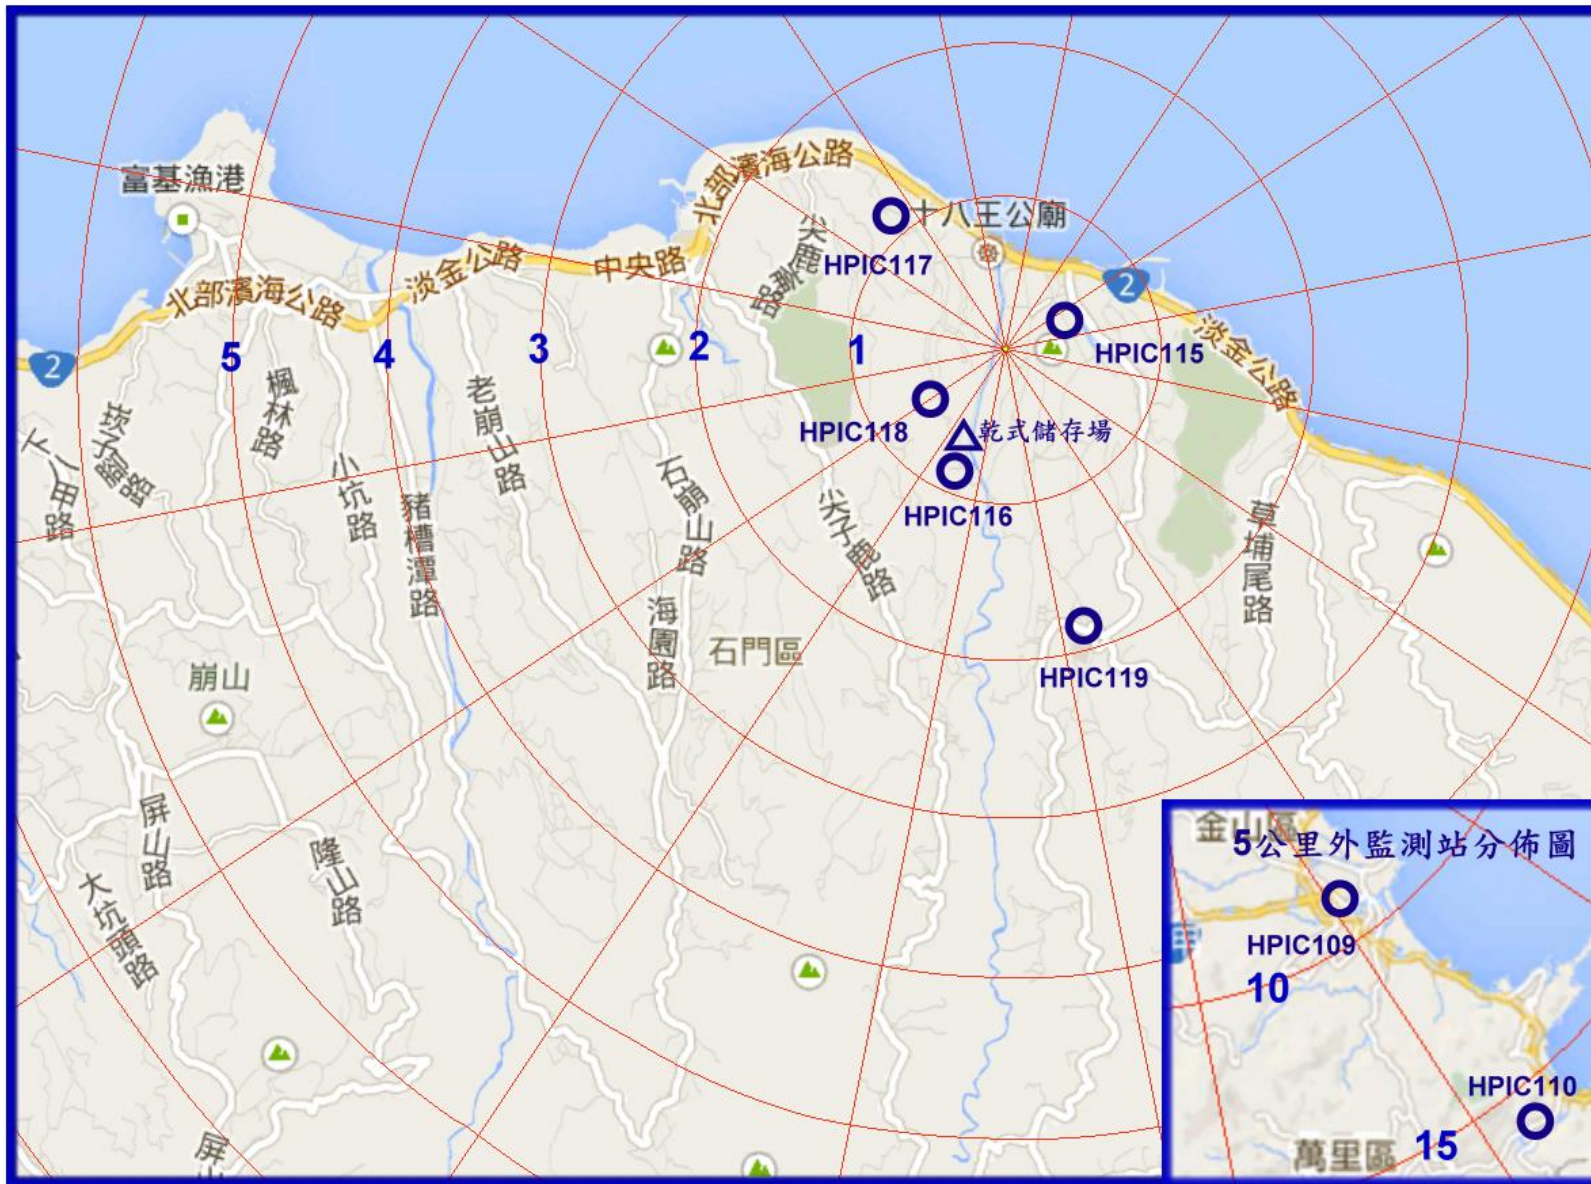 富基漁港
北部濱海公路
十八王公廟
尖鹿
HPIC117
中央路
淡金公路
2
北部濱海公路
淡金公路
2
5
4
3
2
1
HPIC115
楓林路
老崩山路
HPIC118
乾式儲存場
下八甲路
小坑路
石崩山路
豬槽潭路
尖子鹿路
HPIC116
草埔尾路
海園路
石門區
HPIC119
崩山
屏山路
隆山路
大坑頭路
屏山
金山區
5公里外監測站分佈圖
HPIC109
10
HPIC110
15
萬里區